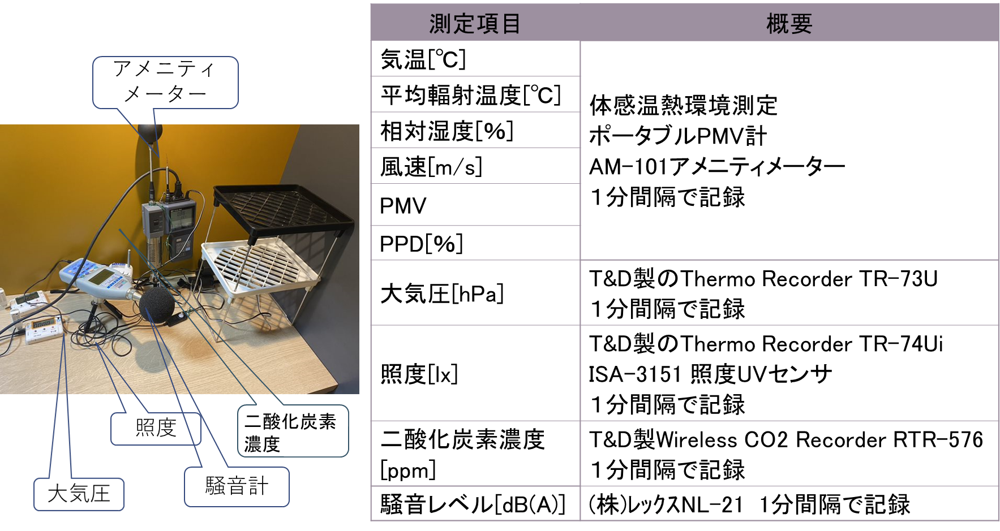 アメニティ
メーター
照度
二酸化炭素
濃度
騒音計
大気圧
測定項目
概要
気温[℃]
平均輻射温度[℃]
相対湿度[%]
風速[m/s]
PMV
PPD[%]
体感温熱環境測定
ポータブルPMV計
AM-101アメニティメーター
１分間隔で記録
大気圧[hPa]
T&D製のThermo Recorder TR-73U
１分間隔で記録
照度[lx]
T&D製のThermo Recorder TR-74Ui
ISA-3151 照度UVセンサ
１分間隔で記録
二酸化炭素濃度
[ppm]
T&D製Wireless CO2 Recorder RTR-576
１分間隔で記録
騒音レベル[dB(A)]
(株)ﾚｯｸｽNL-21　1分間隔で記録